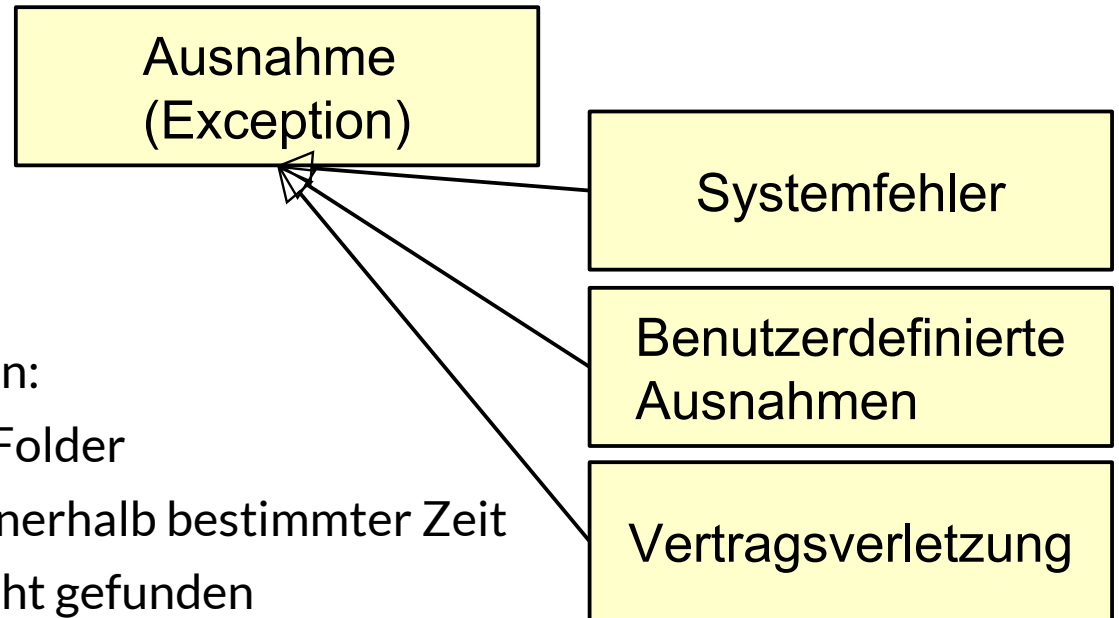 Ausnahme
(Exception)
Systemfehler
Benutzerdefinierte
Ausnahmen
Vertragsverletzung
n:
Folder
nerhalb bestimmter Zeit
ht gefunden